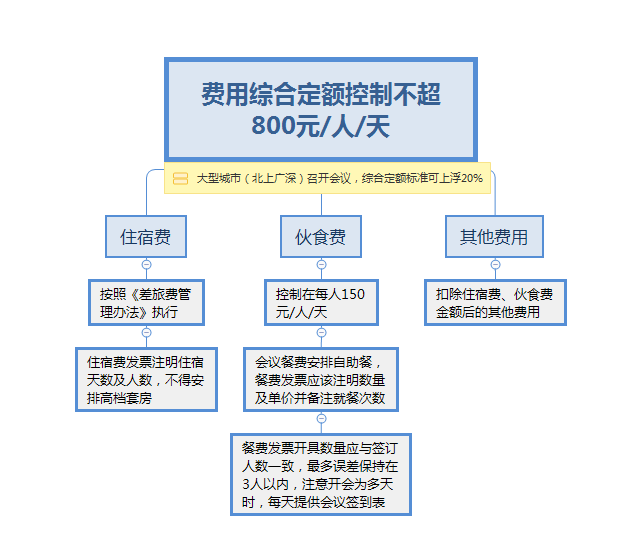 费用综合定额控制不超
800元/人/天
大型城市（北上广深）召开会议，综合定额标准可上浮20%
住宿费
伙食费
其他费用
按照《差旅费管
理办法》执行
控制在每人150
元/人/天
扣除住宿费、伙食费
金额后的其他费用
住宿费发票注明住宿
天数及人数，不得安
排高档套房
会议餐费安排自助餐，
餐费发票应该注明数量
及单价并备注就餐次数
餐费发票开具数量应与签订
人数一致，最多误差保持在
3人以内，注意开会为多天
时，每天提供会议签到表